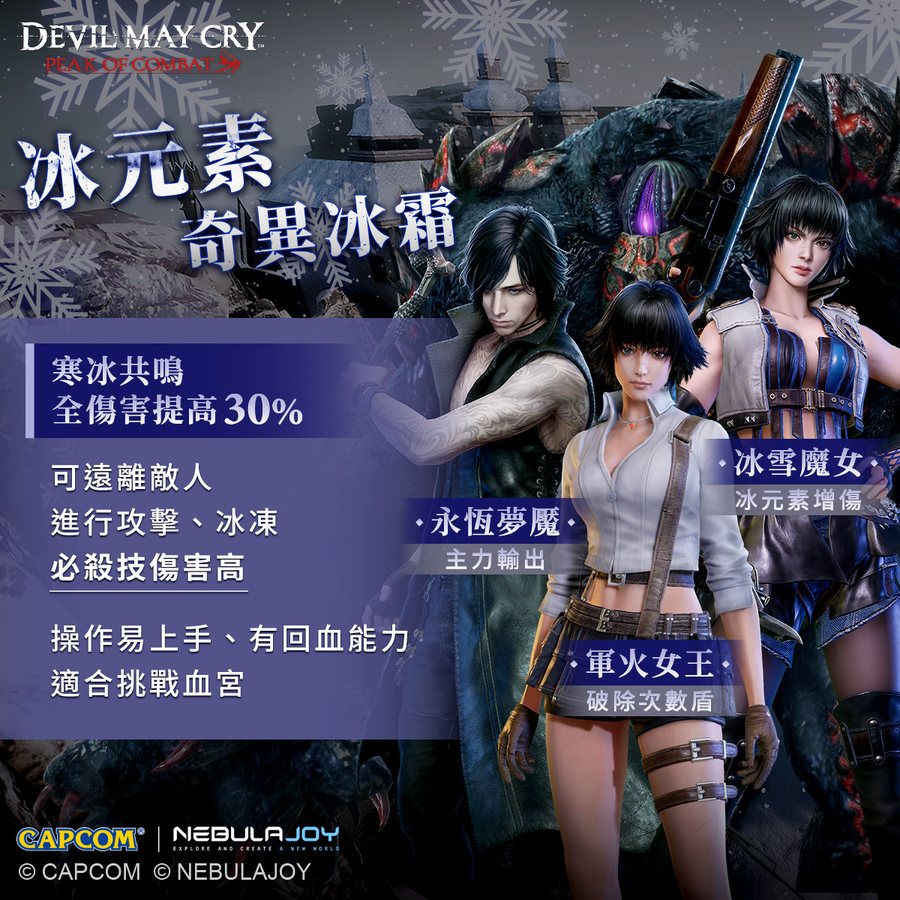 DEVIL MAY CRY
PEAK OF COMBAT
冰元素
奇異冰霜
寒冰共鳴
全傷害提高30%
可遠離敵人
進行攻擊、冰凍
必殺技傷害高
操作易上手、有回血能力
適合挑戰血宮
·冰雪魔女·
冰元素增傷
·永恆夢魘·
主力輸出
·軍火女王·
破除次數盾
CAPCOM®
NEBULAJOY
EXPLORE AND CREATE A NEW WORLD
© CAPCOM © NEBULAJOY